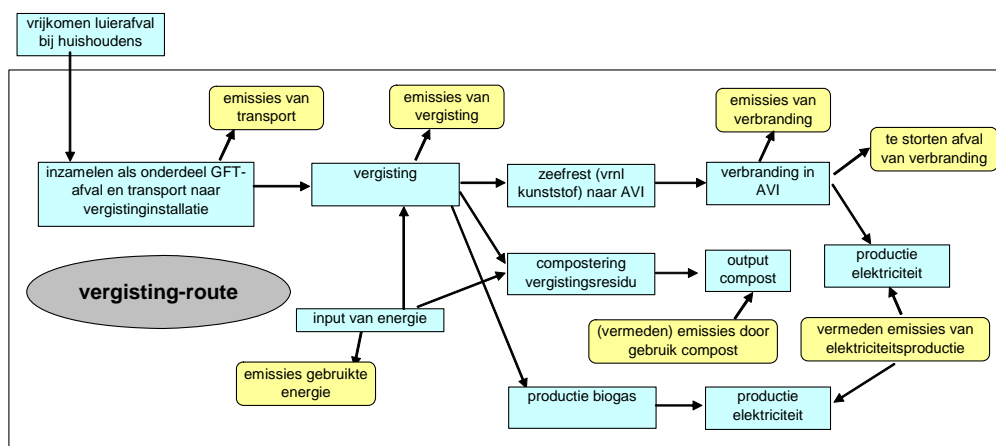 vrijkomen luierafval
bij huishoudens
emissies van
transport
emissies van
vergisting
emissies van
verbranding
te storten afval
van verbranding
inzamelen als onderdeel GFT-
afval en transport naar
vergistinginstallatie
vergisting
zeefrest (vrnl
kunststof) naar AVI
verbranding in
AVI
compostering
vergistingsresidu
output
compost
productie
elektriciteit
vergisting-route
input van energie
(vermeden) emissies door
gebruik compost
vermeden emissies van
elektriciteitsproductie
emissies gebruikte
energie
productie biogas
productie
elektriciteit